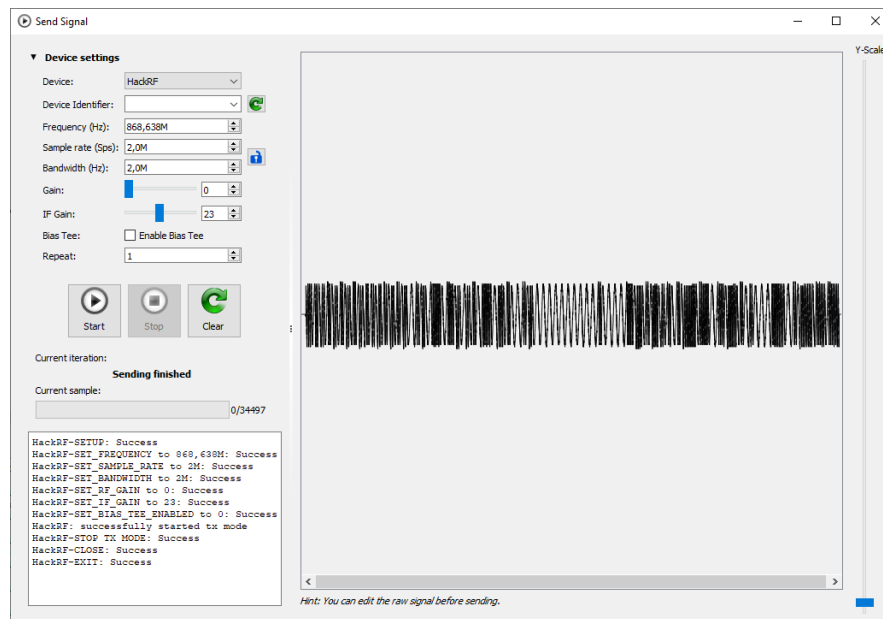 Send Signal
Y-Scale
▼ Device settings
Device: HackRF
Device Identifier:
Frequency (Hz): 868,638M
Sample rate (Sps): 2,0M
Bandwidth (Hz): 2,0M
Gain: 0
IF Gain: 23
Bias Tee: Enable Bias Tee
Repeat: 1
Start Stop Clear
Current iteration:
Sending finished
Current sample:
0/34497
HackRF-SETUP: Success
HackRF-SET_FREQUENCY to 868,638M: Success
HackRF-SET_SAMPLE_RATE to 2M: Success
HackRF-SET_BANDWIDTH to 2M: Success
HackRF-SET_RF_GAIN to 0: Success
HackRF-SET_IF_GAIN to 23: Success
HackRF-SET_BIAS_TEE_ENABLED to 0: Success
HackRF: successfully started tx mode
HackRF-STOP TX MODE: Success
HackRF-CLOSE: Success
HackRF-EXIT: Success
Hint: You can edit the raw signal before sending.